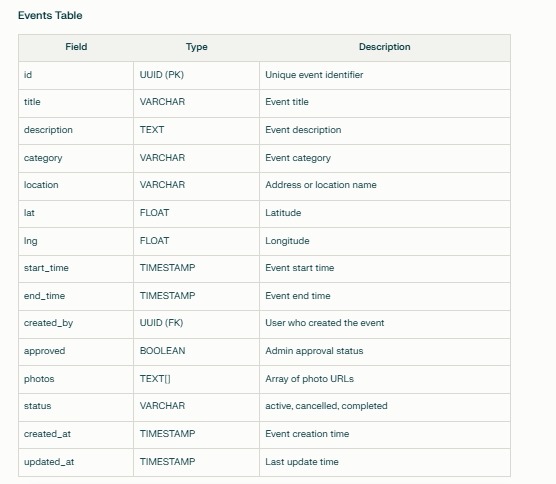 Events Table
Field Type Description
id UUID (PK) Unique event identifier
title VARCHAR Event title
description TEXT Event description
category VARCHAR Event category
location VARCHAR Address or location name
lat FLOAT Latitude
lng FLOAT Longitude
start_time TIMESTAMP Event start time
end_time TIMESTAMP Event end time
created_by UUID (FK) User who created the event
approved BOOLEAN Admin approval status
photos TEXT[] Array of photo URLs
status VARCHAR active, cancelled, completed
created_at TIMESTAMP Event creation time
updated_at TIMESTAMP Last update time